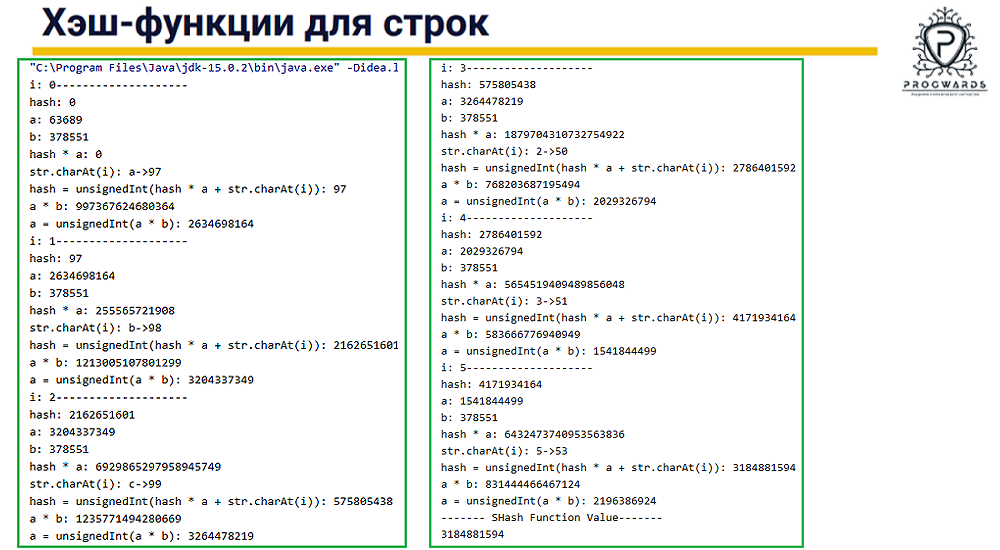 Хэш-функции для строк
PROGWARDS
"C:\Program Files\Java\jdk-15.0.2\bin\java.exe" -Didea.l
i: 0--------------------
hash: 0
a: 63689
b: 378551
hash * a: 0
str.charAt(i): a->97
hash = unsignedInt(hash * a + str.charAt(i)): 97
a * b: 997367624680364
a = unsignedInt(a * b): 2634698164
i: 1--------------------
hash: 97
a: 2634698164
b: 378551
hash * a: 255565721908
str.charAt(i): b->98
hash = unsignedInt(hash * a + str.charAt(i)): 2162651601
a * b: 1213005107801299
a = unsignedInt(a * b): 3204337349
i: 2--------------------
hash: 2162651601
a: 3204337349
b: 378551
hash * a: 6929865297958945749
str.charAt(i): c->99
hash = unsignedInt(hash * a + str.charAt(i)): 575805438
a * b: 1235771494280669
a = unsignedInt(a * b): 3264478219
i: 3--------------------
hash: 575805438
a: 3264478219
b: 378551
hash * a: 1879704310732754922
str.charAt(i): 2->50
hash = unsignedInt(hash * a + str.charAt(i)): 2786401592
a * b: 768203687195494
a = unsignedInt(a * b): 2029326794
i: 4--------------------
hash: 2786401592
a: 2029326794
b: 378551
hash * a: 5654519409489856048
str.charAt(i): 3->51
hash = unsignedInt(hash * a + str.charAt(i)): 4171934164
a * b: 583666776940949
a = unsignedInt(a * b): 1541844499
i: 5--------------------
hash: 4171934164
a: 1541844499
b: 378551
hash * a: 6432473740953563836
str.charAt(i): 5->53
hash = unsignedInt(hash * a + str.charAt(i)): 3184881594
a * b: 831444466467124
a = unsignedInt(a * b): 2196386924
------- SHash Function Value-------
3184881594